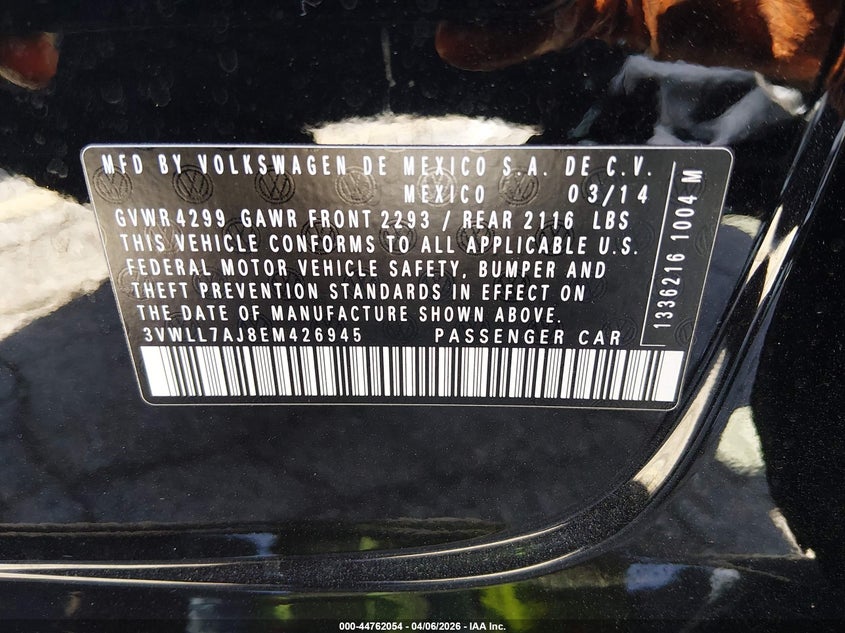 MFD BY VOLKSWAGEN DE MEXICO S.A. DE C.V.
MEXICO 03/14
GVWR 4299 GAWR FRONT 2293 / REAR 2116 LBS
THIS VEHICLE CONFORMS TO ALL APPLICABLE U.S.
FEDERAL MOTOR VEHICLE SAFETY, BUMPER AND
THEFT PREVENTION STANDARDS IN EFFECT ON
THE DATE OF MANUFACTURE SHOWN ABOVE.
3VWLL7AJ8EM426945 PASSENGER CAR
1336216 1004 M
000-44762054 - 04/06/2026 - IAA Inc.